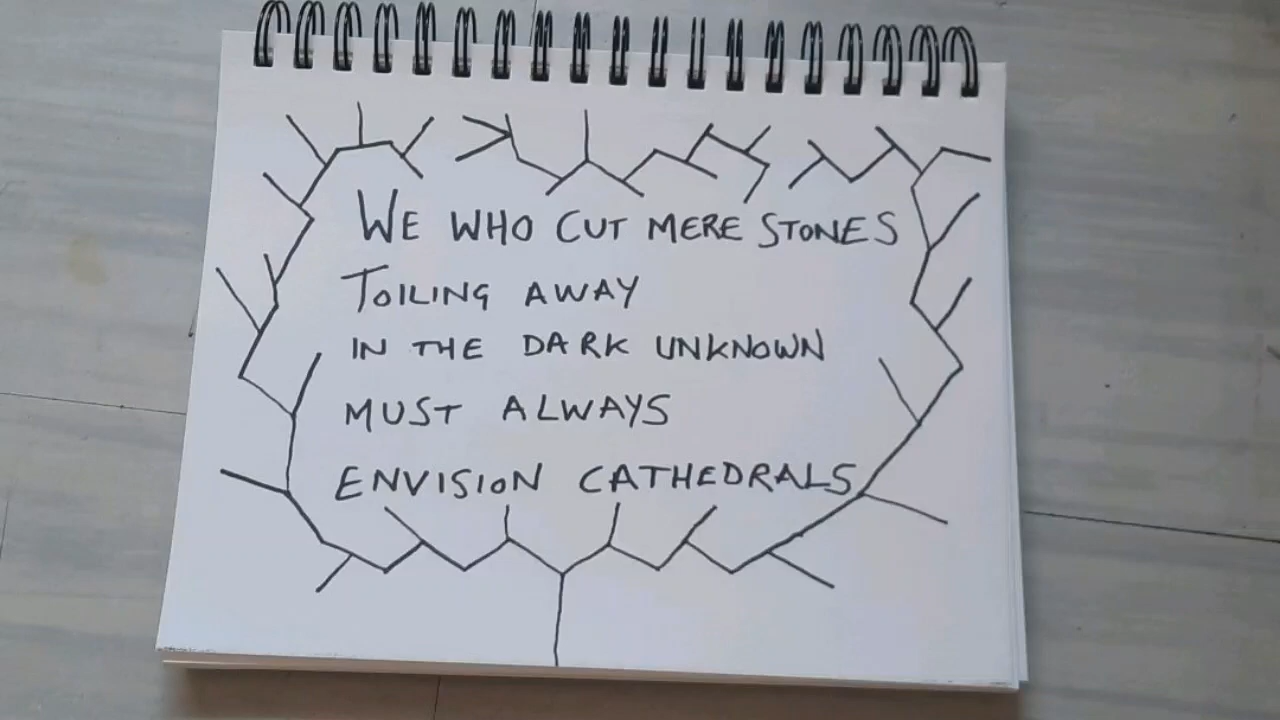 WE WHO CUT MERE STONES
TOILING AWAY
IN THE DARK UNKNOWN
MUST ALWAYS
ENVISION CATHEDRALS